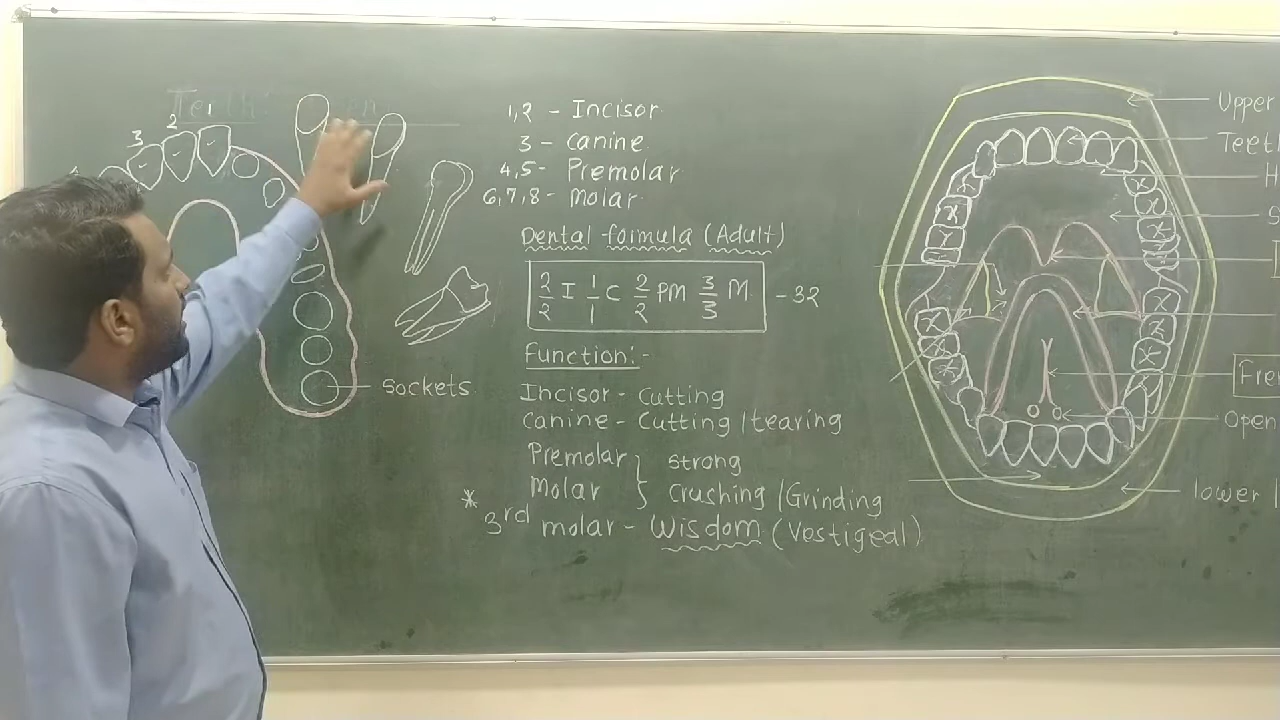 Teeth
1
2
3
1,2 - Incisor
3 - Canine
4,5 - Premolar
6,7,8 - Molar
Dental formula (Adult)
2/2 I 1/1 C 2/2 PM 3/3 M - 32
Function:-
Incisor - Cutting
Canine - Cutting /tearing
Premolar } strong
Molar } Crushing /Grinding
* 3rd molar - Wisdom (Vestigeal)
Sockets
Upper
Teet
H
S
Fren
Open
lower